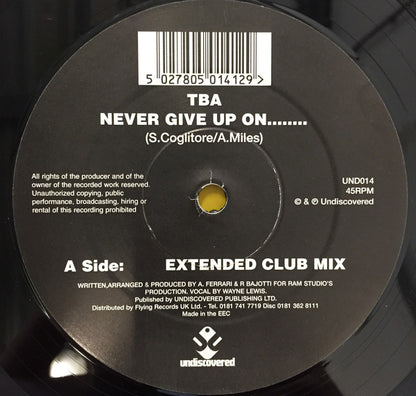 5 027805 014129 >
TBA
NEVER GIVE UP ON........
(S.Coglitore/A.Miles)
All rights of the producer and of the
owner of the recorded work reserved.
Unauthorized copying, public
performance, broadcasting, hiring or
rental of this recording prohibited
UND014
45RPM
© & ℗ Undiscovered
A Side: EXTENDED CLUB MIX
WRITTEN,ARRANGED & PRODUCED BY A. FERRARI & R BAJOTTI FOR RAM STUDIO'S
PRODUCTION. VOCAL BY WAYNE LEWIS.
Published by UNDISCOVERED PUBLISHING LTD.
Distributed by Flying Records UK Ltd. - Tel. 0181 741 7719 Disc 0181 362 8111
Made in the EEC
undiscovered